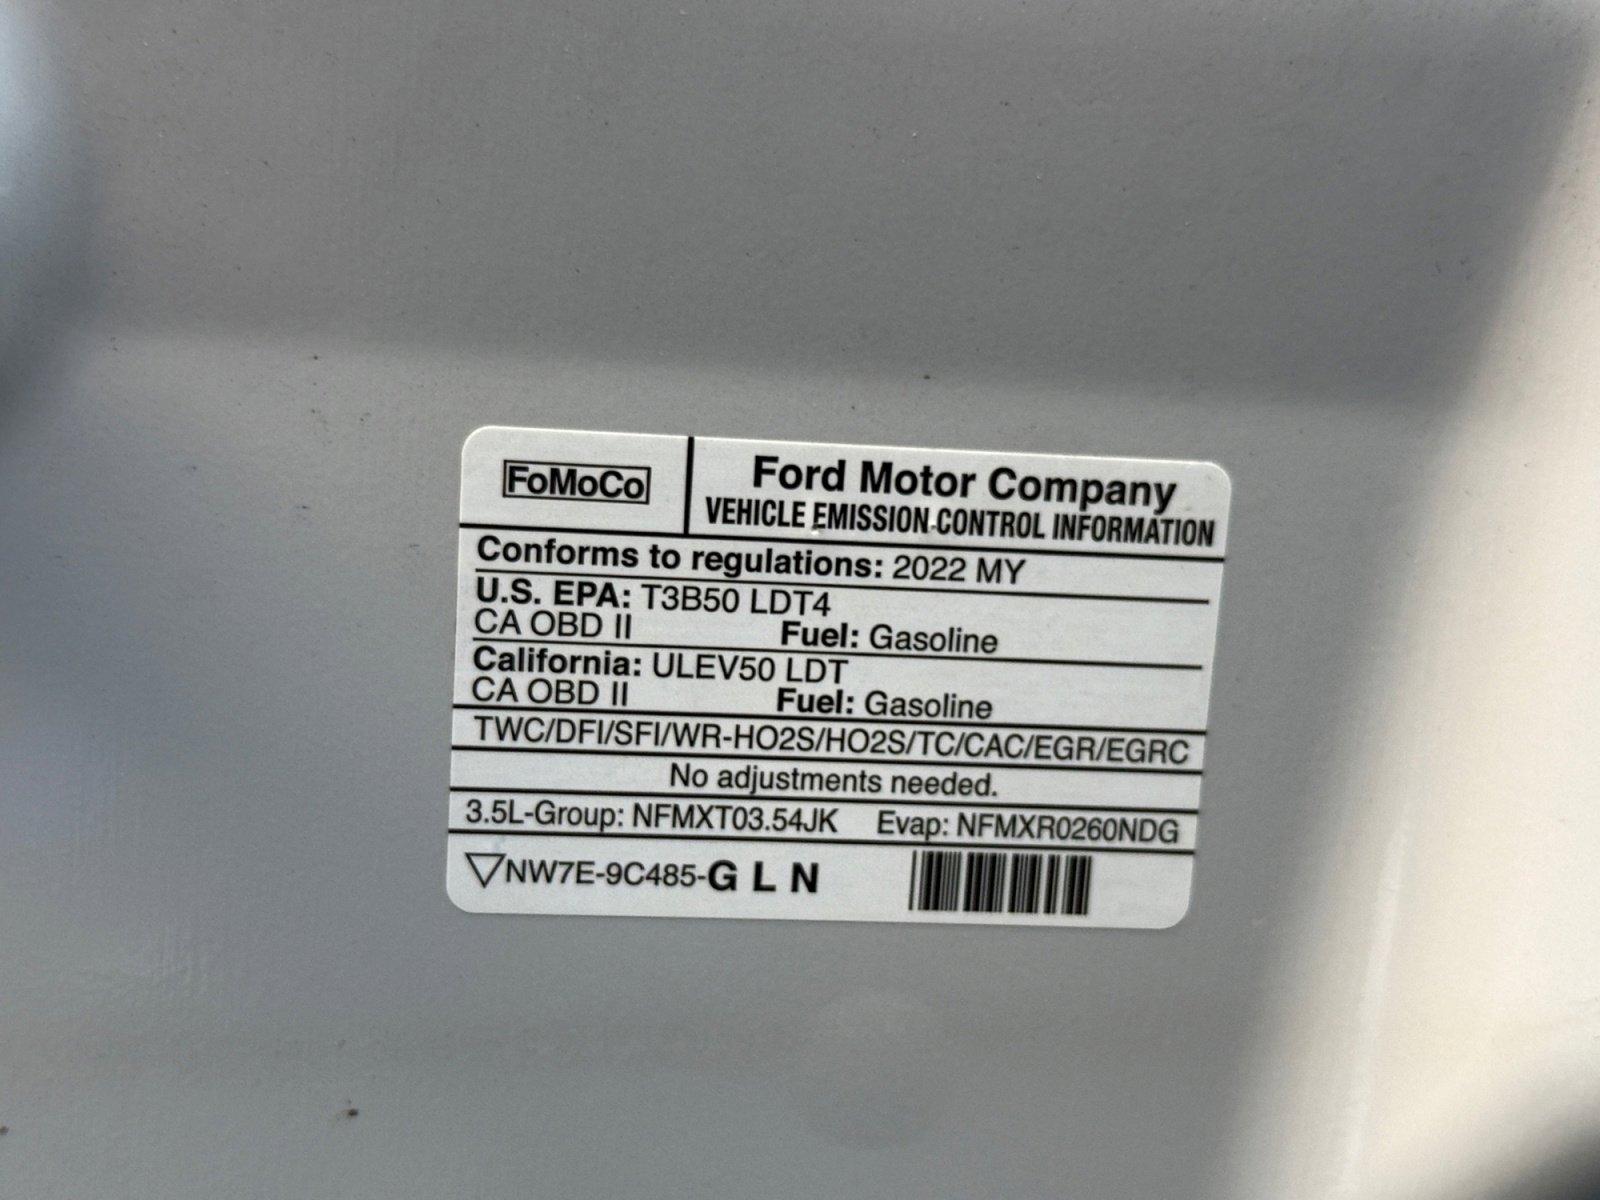 FoMoCo
Ford Motor Company
VEHICLE EMISSION CONTROL INFORMATION
Conforms to regulations: 2022 MY
U.S. EPA: T3B50 LDT4
CA OBD II Fuel: Gasoline
California: ULEV50 LDT
CA OBD II Fuel: Gasoline
TWC/DFI/SFI/WR-HO2S/HO2S/TC/CAC/EGR/EGRC
No adjustments needed.
3.5L-Group: NFMXT03.54JK Evap: NFMXR0260NDG
▽NW7E-9C485-G L N